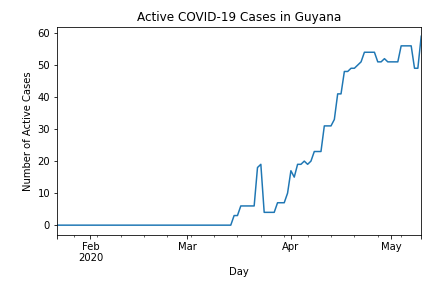 Active COVID-19 Cases in Guyana
60
50
40
30
20
10
0
Number of Active Cases
Feb
2020
Mar
Apr
May
Day